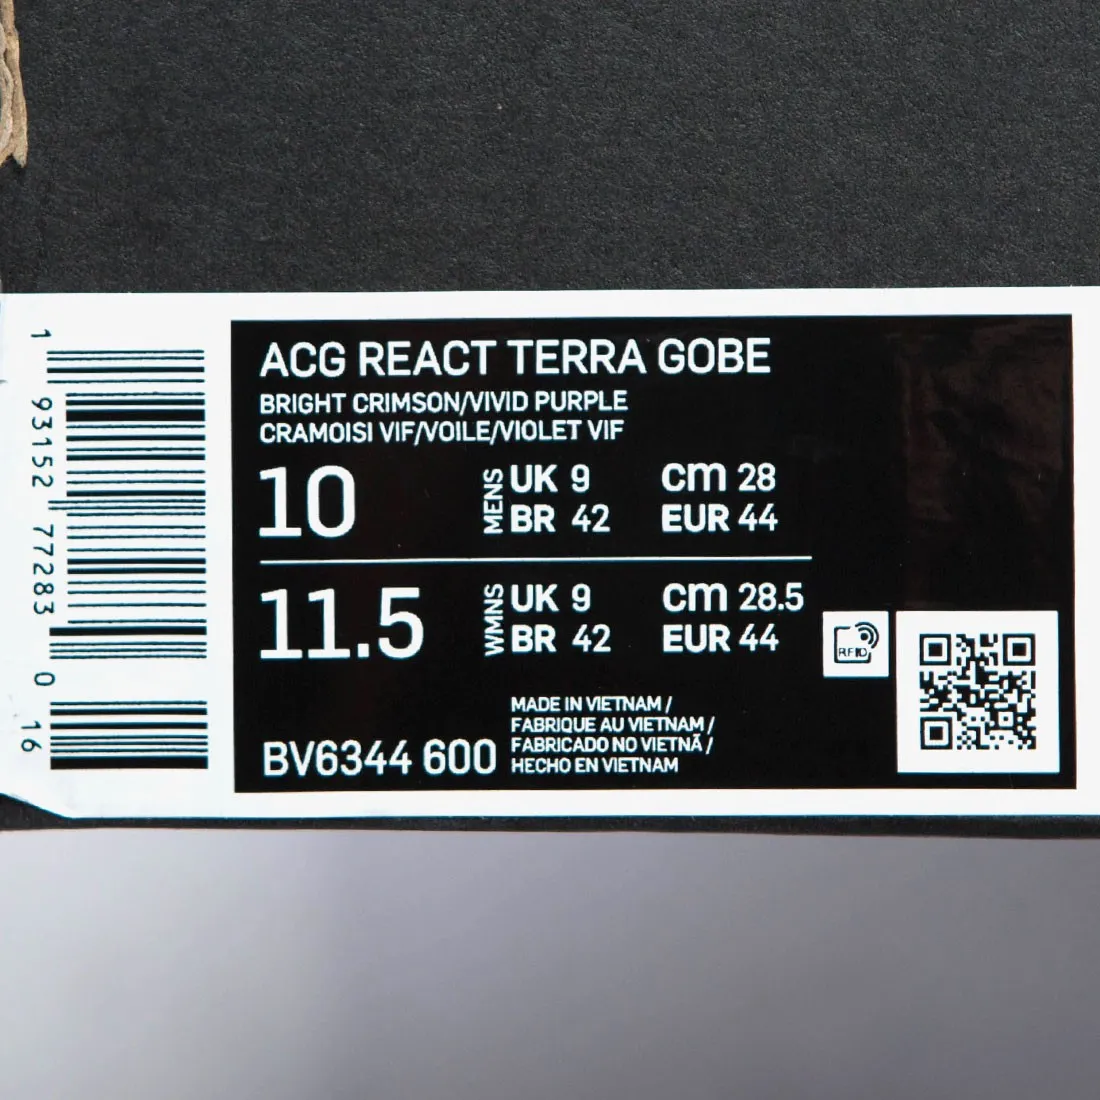 ACG REACT TERRA GOBE
BRIGHT CRIMSON/VIVID PURPLE
CRAMOISI VIF/VOILE/VIOLET VIF
10 MENS UK 9 cm 28
BR 42 EUR 44
11.5 WMNS UK 9 cm 28.5
BR 42 EUR 44
RFID
MADE IN VIETNAM /
FABRIQUE AU VIETNAM /
FABRICADO NO VIETNÃ /
HECHO EN VIETNAM
BV6344 600
1 93152 77283 0 16